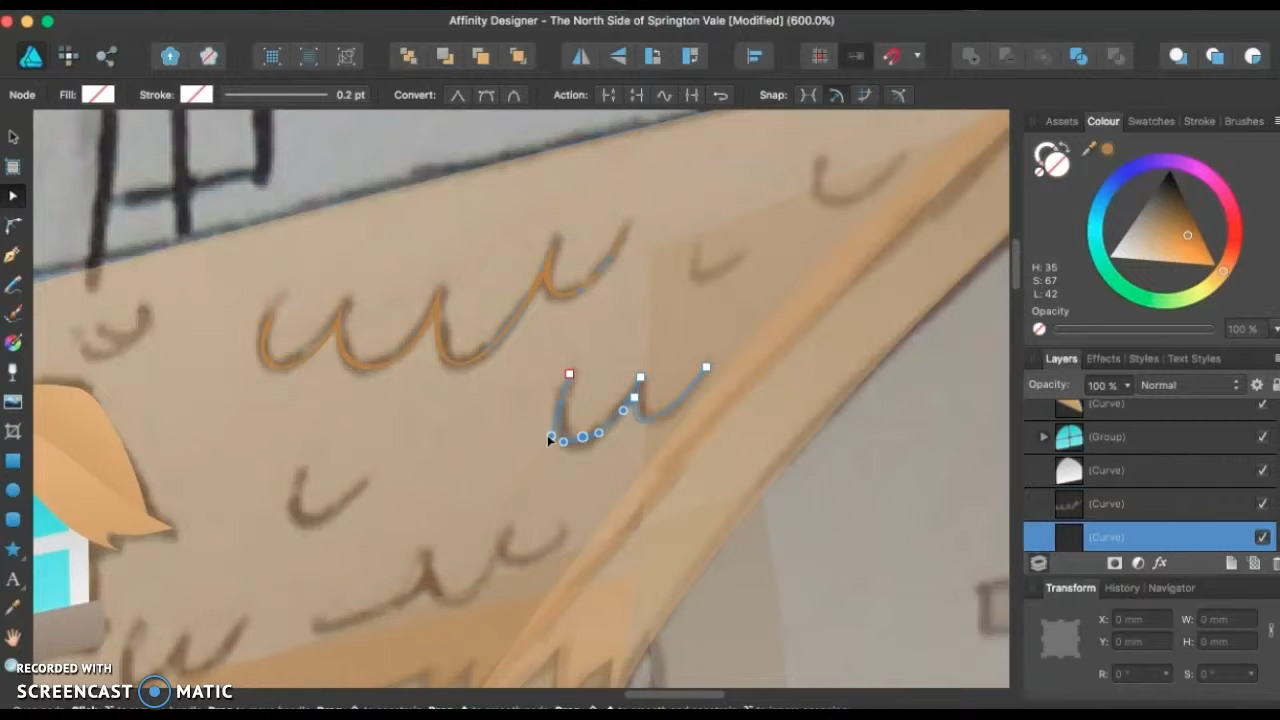 Affinity Designer - The North Side of Springton Vale [Modified] (600.0%)
Node Fill: Stroke: 0.2 pt Convert: Action: Snap:
Assets Colour Swatches Stroke Brushes
H: 35
S: 67
L: 42
Opacity
100 %
Layers Effects Styles Text Styles
Opacity: 100 % Normal
(Curve)
(Group)
(Curve)
(Curve)
(Curve)
Transform History Navigator
X: 0 mm W: 0 mm
Y: 0 mm H: 0 mm
R: 0 ° S: 0 °
RECORDED WITH
SCREENCAST MATIC